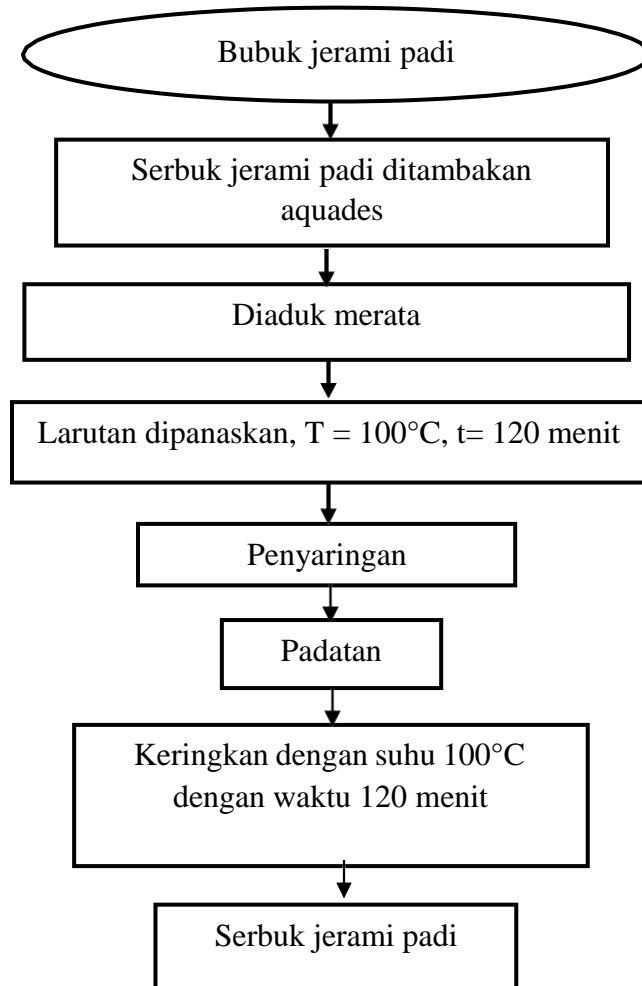 Bubuk jerami padi
Serbuk jerami padi ditambakan
aquades
Diaduk merata
Larutan dipanaskan, T = 100°C, t= 120 menit
Penyaringan
Padatan
Keringkan dengan suhu 100°C
dengan waktu 120 menit
Serbuk jerami padi